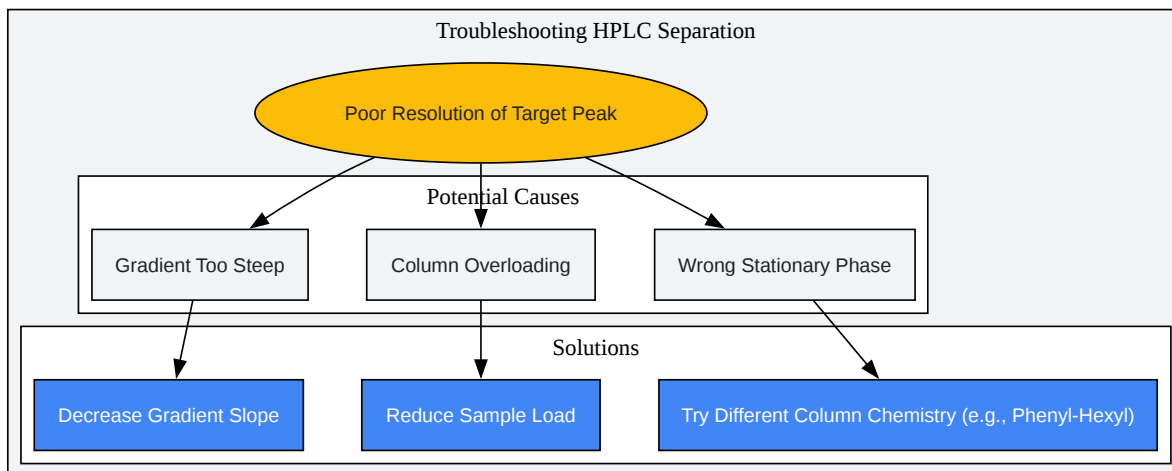 Troubleshooting HPLC Separation
Poor Resolution of Target Peak
Potential Causes
Gradient Too Steep
Column Overloading
Wrong Stationary Phase
Solutions
Decrease Gradient Slope
Reduce Sample Load
Try Different Column Chemistry (e.g., Phenyl-Hexyl)